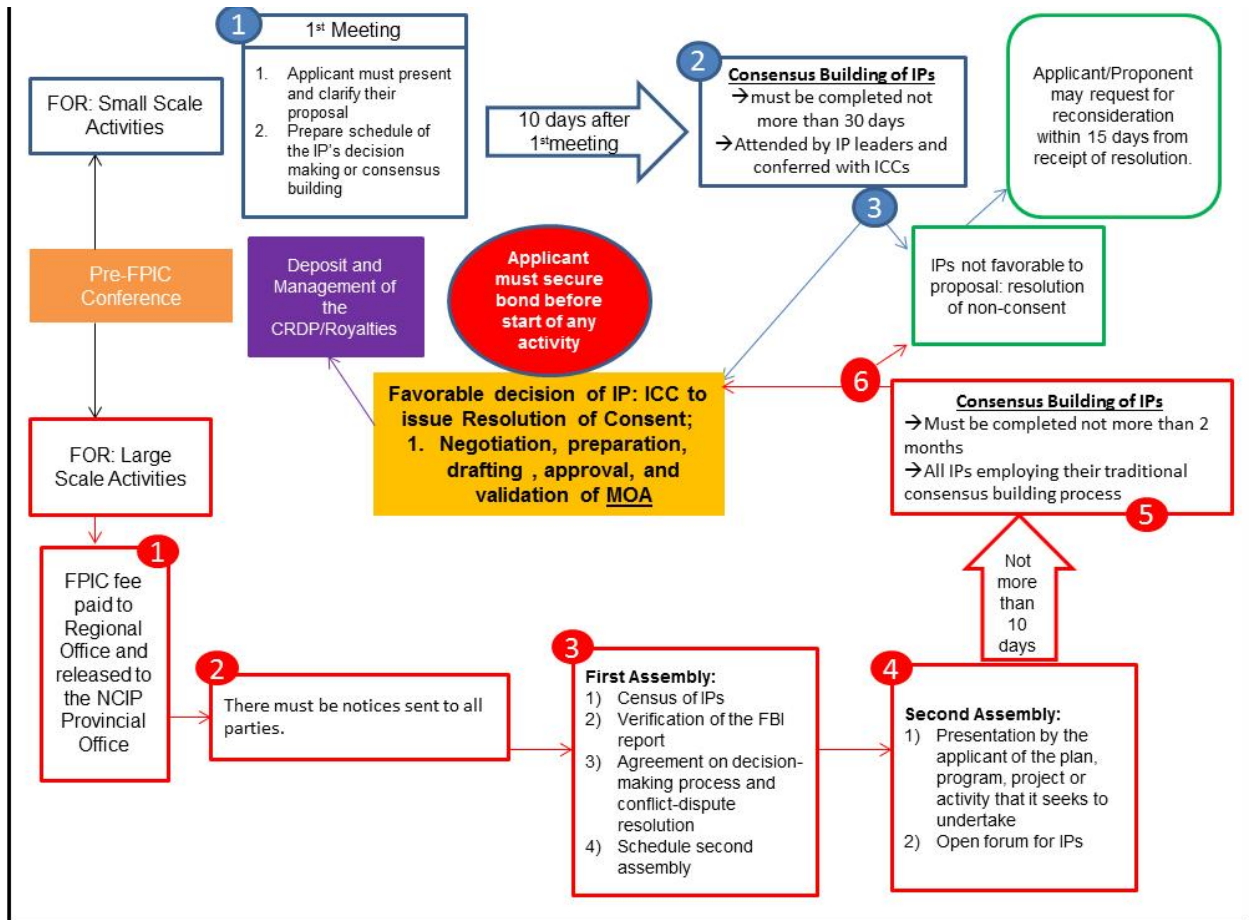 1
1st Meeting
1. Applicant must present
and clarify their
proposal
2. Prepare schedule of
the IP's decision
making or consensus
building
FOR: Small Scale
Activities
10 days after
1st meeting
2
Consensus Building of IPs
→must be completed not
more than 30 days
→Attended by IP leaders and
conferred with ICCs
Applicant/Proponent
may request for
reconsideration
within 15 days from
receipt of resolution.
3
IPs not favorable to
proposal: resolution
of non-consent
Pre-FPIC
Conference
Deposit and
Management of
the
CRDP/Royalties
Applicant
must secure
bond before
start of any
activity
Favorable decision of IP: ICC to
issue Resolution of Consent;
1. Negotiation, preparation,
drafting , approval, and
validation of MOA
6
Consensus Building of IPs
→Must be completed not more than 2
months
→All IPs employing their traditional
consensus building process
5
FOR: Large
Scale Activities
1
FPIC fee
paid to
Regional
Office and
released to
the NCIP
Provincial
Office
2
There must be notices sent to all
parties.
3
First Assembly:
1) Census of IPs
2) Verification of the FBI
report
3) Agreement on decision-
making process and
conflict-dispute
resolution
4) Schedule second
assembly
4
Second Assembly:
1) Presentation by the
applicant of the plan,
program, project or
activity that it seeks to
undertake
2) Open forum for IPs
Not
more
than
10
days